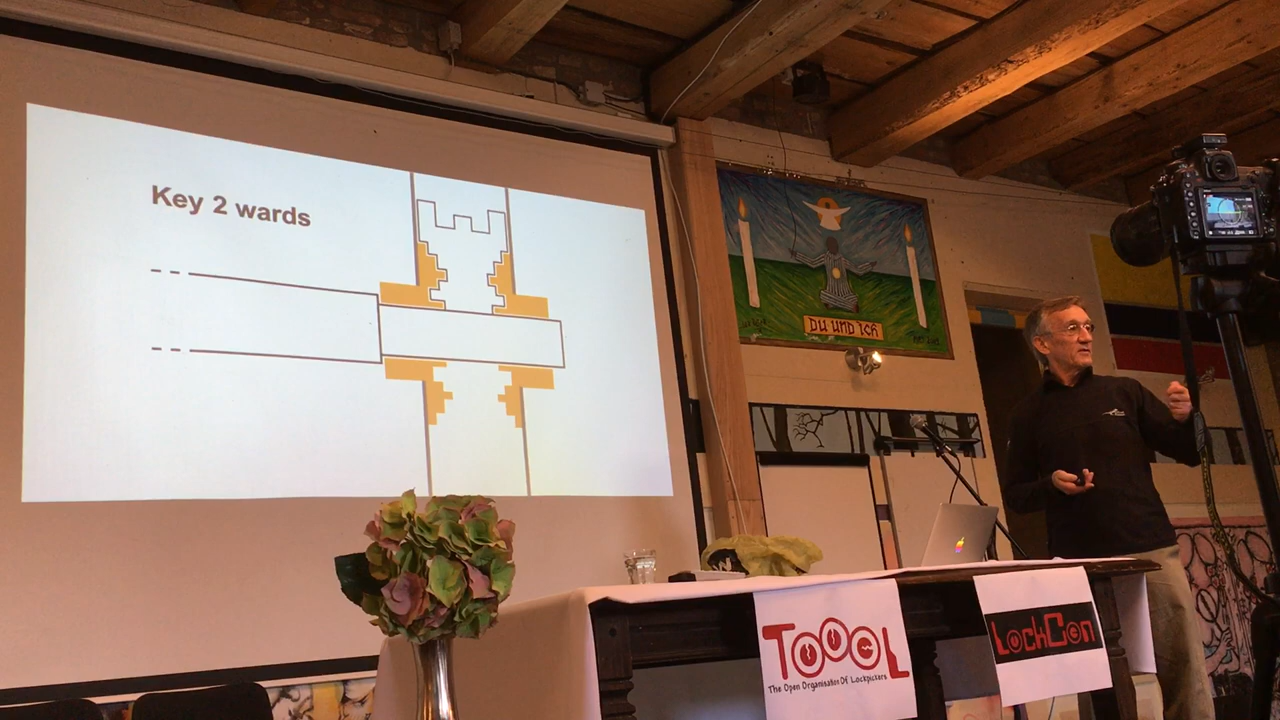 Key 2 wards
DU UND iCH
TOOOL
The Open Organisation Of Lockpickers
LockCon